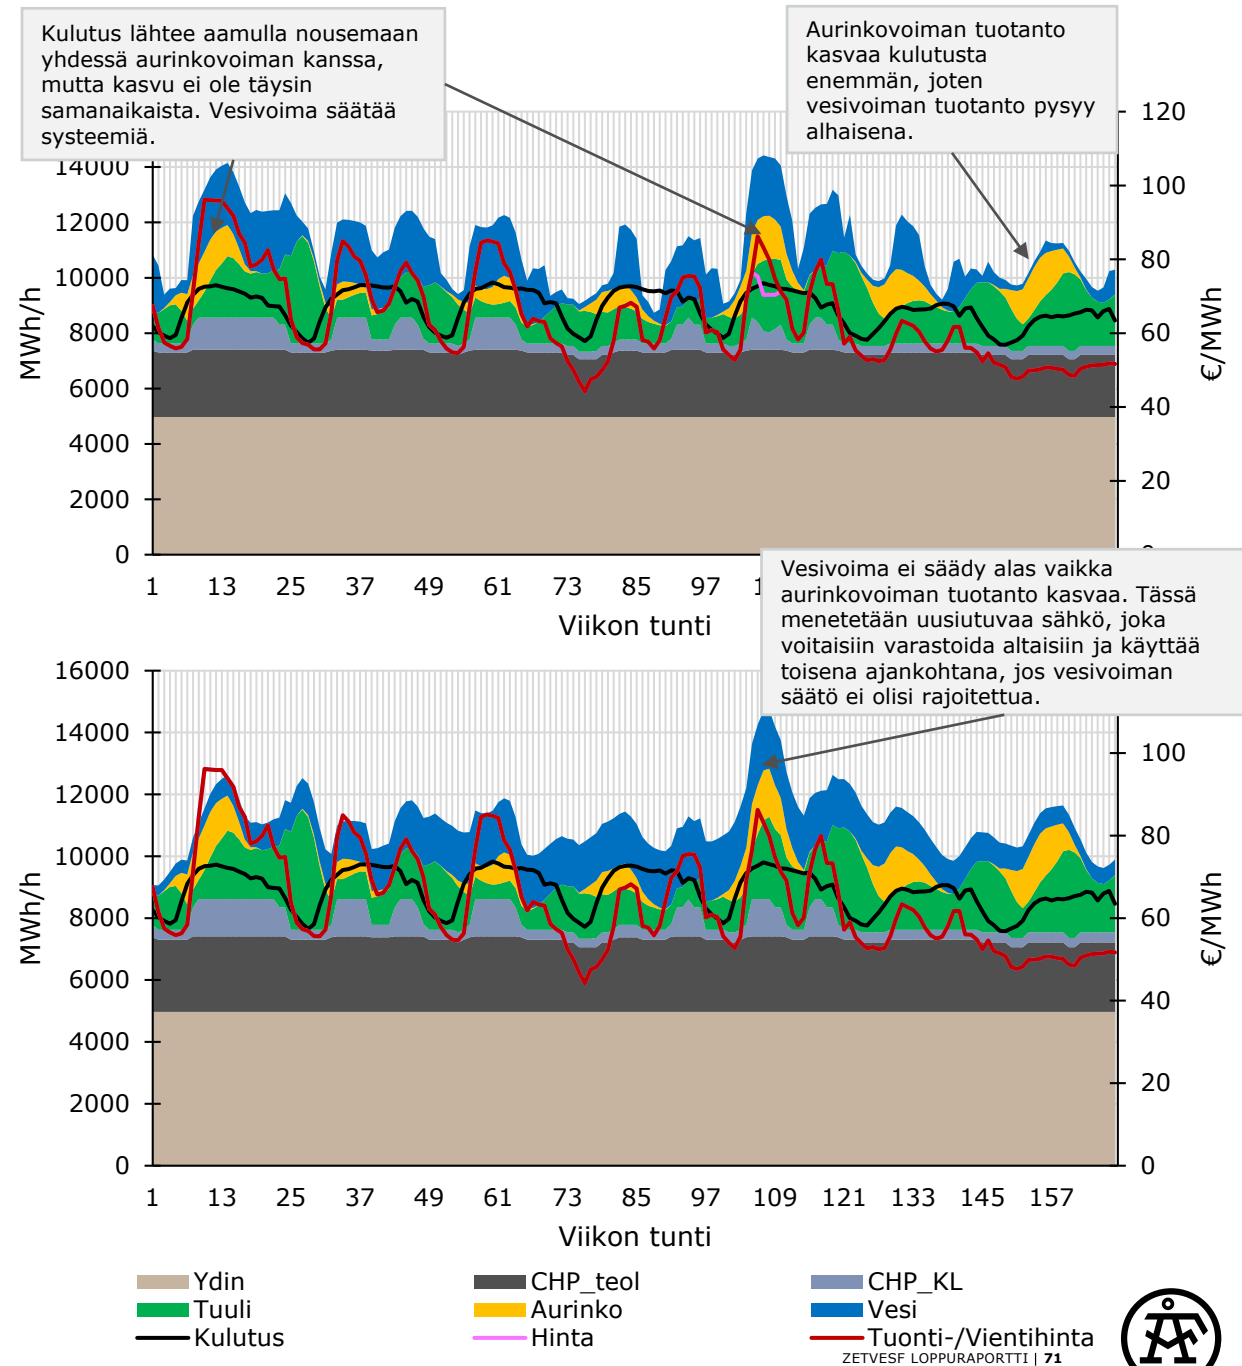 Kulutus lähtee aamulla nousemaan
yhdessä aurinkovoiman kanssa,
mutta kasvu ei ole täysin
samanaikaista. Vesivoima säätää
systeemiä.
Aurinkovoiman tuotanto
kasvaa kulutusta
enemmän, joten
vesivoiman tuotanto pysyy
alhaisena.
MWh/h
14000
12000
10000
8000
6000
4000
2000
0
120
100
80
60
40
20
€/MWh
1 13 25 37 49 61 73 85 97
Viikon tunti
Vesivoima ei säädy alas vaikka
aurinkovoiman tuotanto kasvaa. Tässä
menetetään uusiutuvaa sähkö, joka
voitaisiin varastoida altaisiin ja käyttää
toisena ajankohtana, jos vesivoiman
säätö ei olisi rajoitettua.
MWh/h
16000
14000
12000
10000
8000
6000
4000
2000
0
100
80
60
40
20
0
€/MWh
1 13 25 37 49 61 73 85 97 109 121 133 145 157
Viikon tunti
Ydin CHP_teol CHP_KL
Tuuli Aurinko Vesi
Kulutus Hinta Tuonti-/Vientihinta
ZETVESF LOPPURAPORTTI | 71